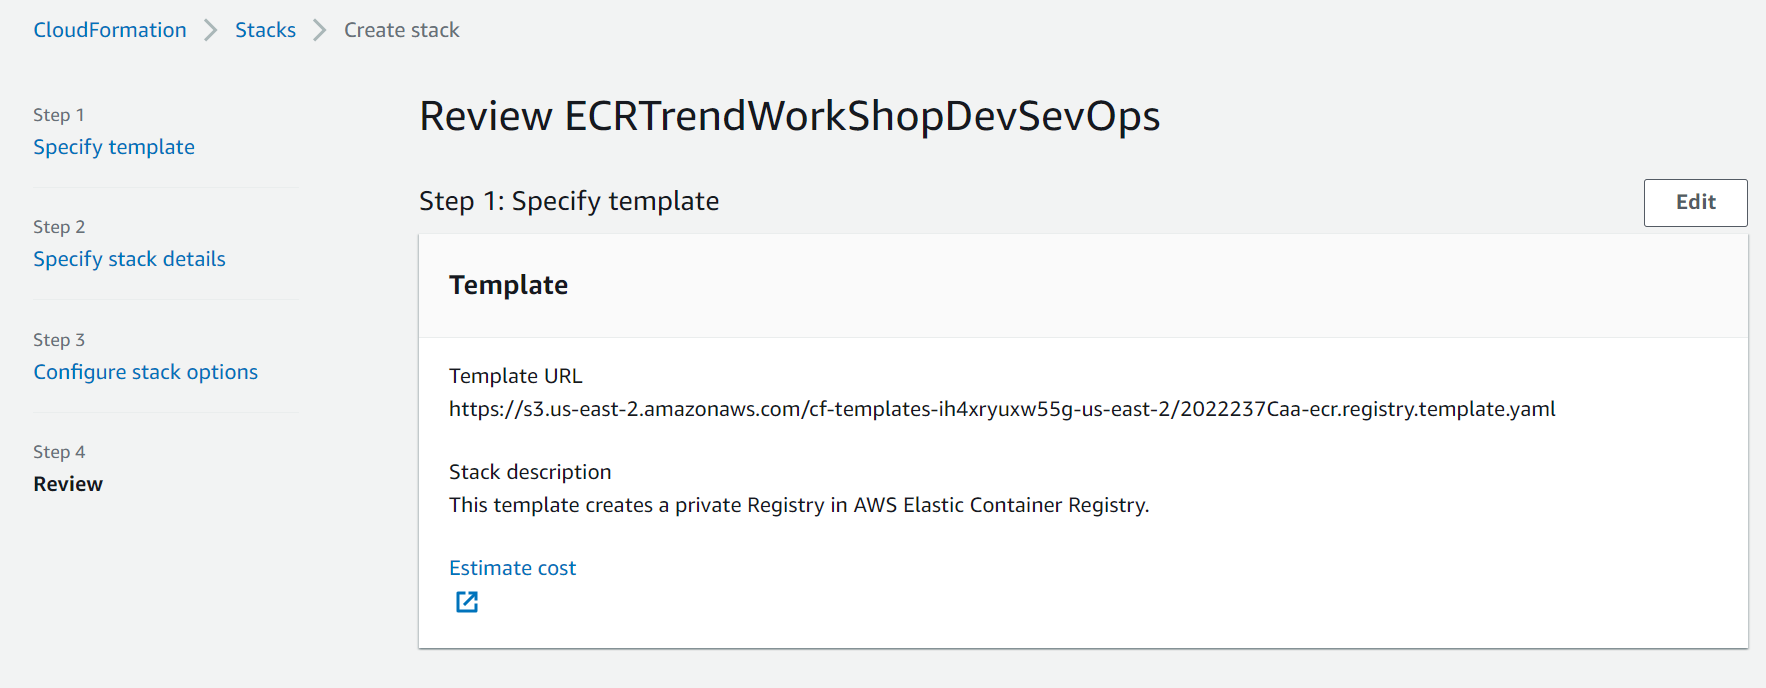 CloudFormation > Stacks > Create stack
Step 1
Specify template
Step 2
Specify stack details
Step 3
Configure stack options
Step 4
Review
Review ECRTrendWorkShopDevSevOps
Step 1: Specify template
Edit
Template
Template URL
https://s3.us-east-2.amazonaws.com/cf-templates-ih4xryuxw55g-us-east-2/2022237Caa-ecr.registry.template.yaml
Stack description
This template creates a private Registry in AWS Elastic Container Registry.
Estimate cost